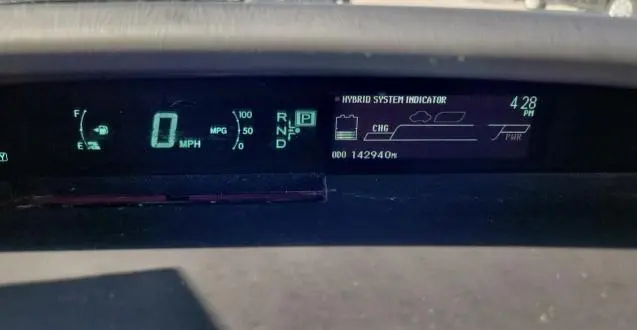 HYBRID SYSTEM INDICATOR
4 28
PM
F
100
R
P
0
MPG
50
N
CHG
E
MPH
0
D
PWR
ODO 142940MI